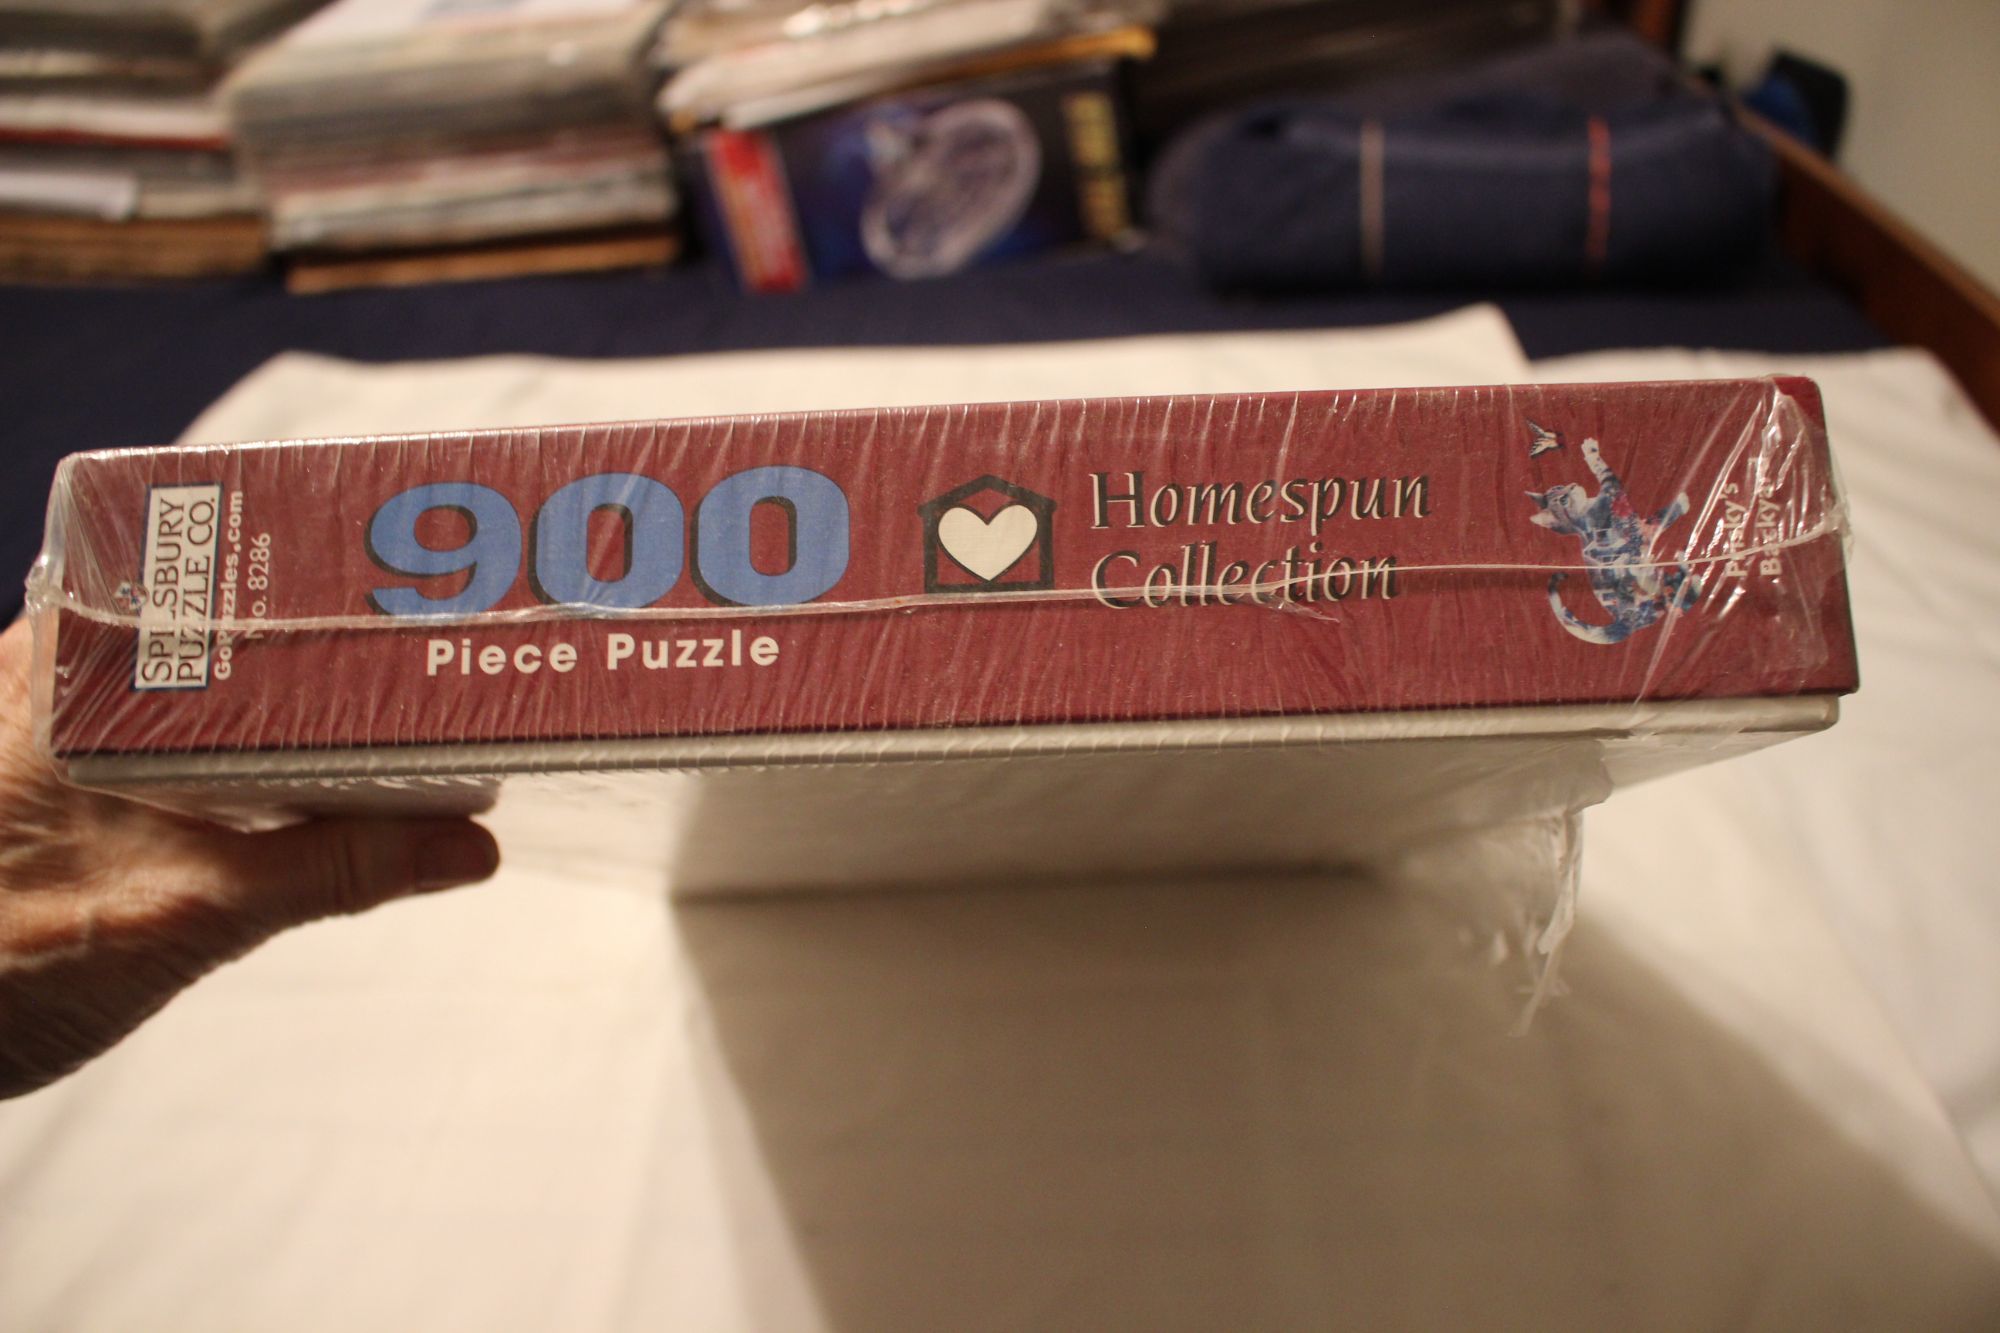 SPILSBURY
PUZZLE CO.
GoPuzzles.com
No. 8286
900
Piece Puzzle
Homespun
Collection